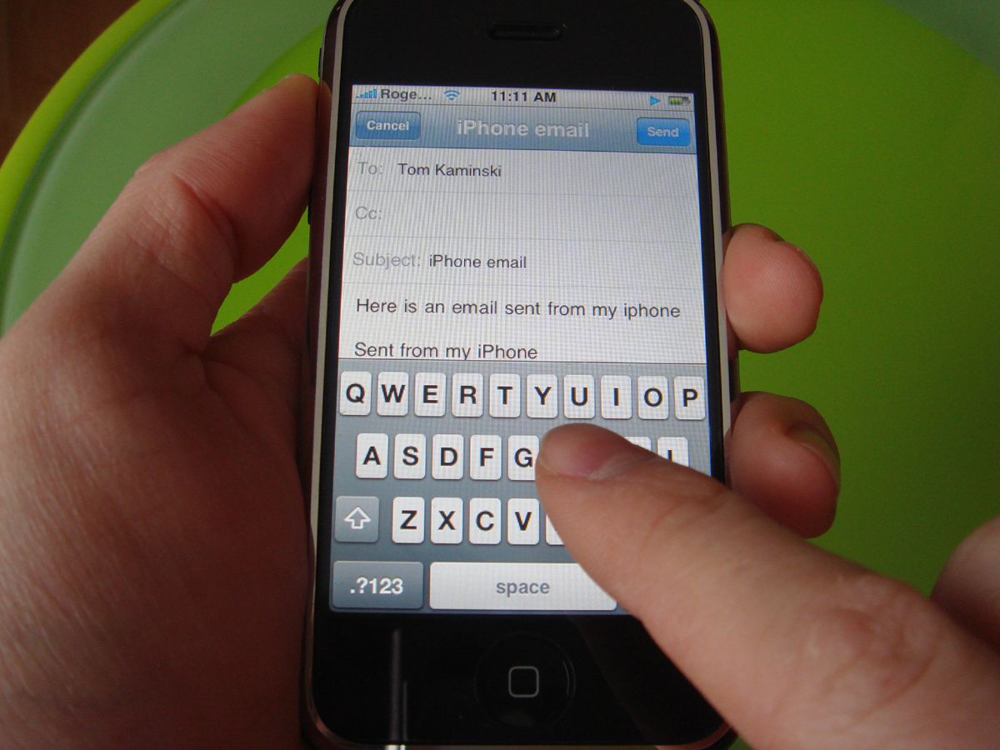 Roge... 11:11 AM
Cancel iPhone email Send
To: Tom Kaminski
Cc:
Subject: iPhone email
Here is an email sent from my iphone
Sent from my iPhone
Q W E R T Y U I O P
A S D F G L
Z X C V
.?123 space